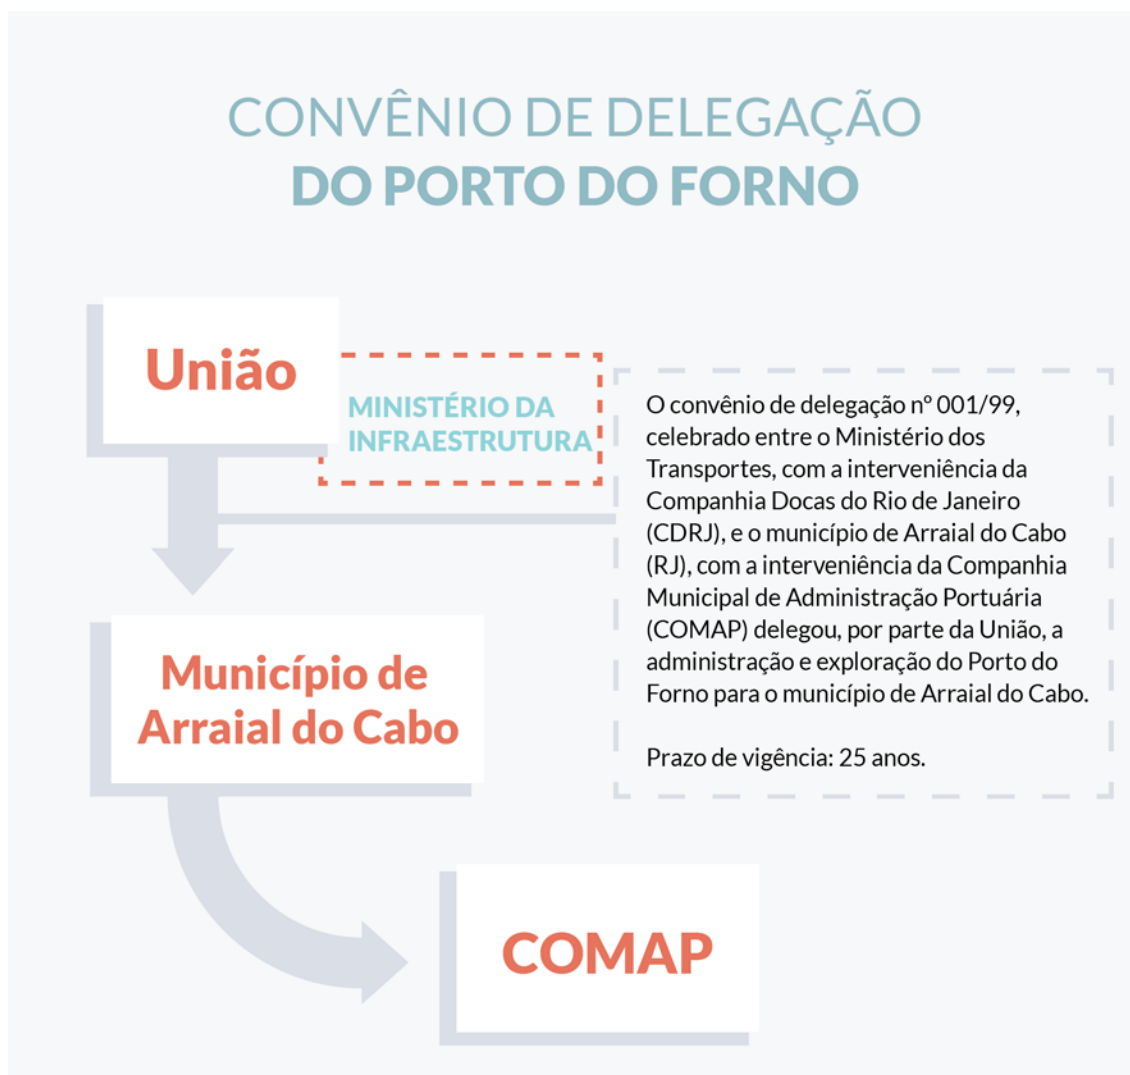 CONVÊNIO DE DELEGAÇÃO
DO PORTO DO FORNO
União
MINISTÉRIO DA
INFRAESTRUTURA
O convênio de delegação nº 001/99,
celebrado entre o Ministério dos
Transportes, com a interveniência da
Companhia Docas do Rio de Janeiro
(CDRJ), e o município de Arraial do Cabo
(RJ), com a interveniência da Companhia
Municipal de Administração Portuária
(COMAP) delegou, por parte da União, a
administração e exploração do Porto do
Forno para o município de Arraial do Cabo.
Prazo de vigência: 25 anos.
Município de
Arraial do Cabo
COMAP